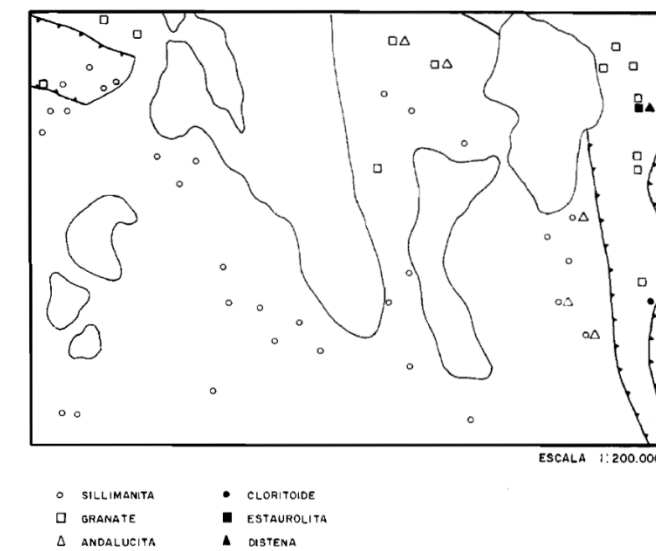 ESCALA 1:200.000
○ SILLIMANITA
● CLORITOIDE
□ GRANATE
■ ESTAUROLITA
△ ANDALUCITA
▲ DISTENA